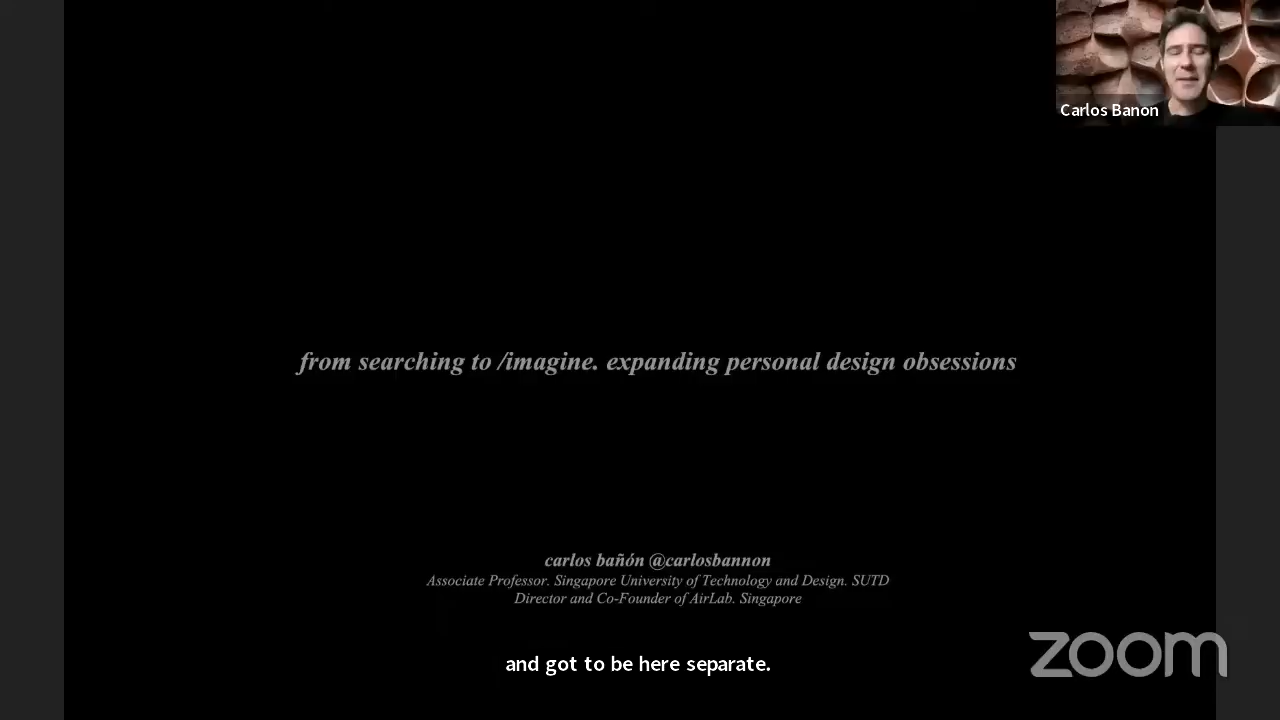 Carlos Banon
from searching to /imagine. expanding personal design obsessions
carlos bañón @carlosbannon
Associate Professor. Singapore University of Technology and Design. SUTD
Director and Co-Founder of AirLab. Singapore
and got to be here separate.
zoom